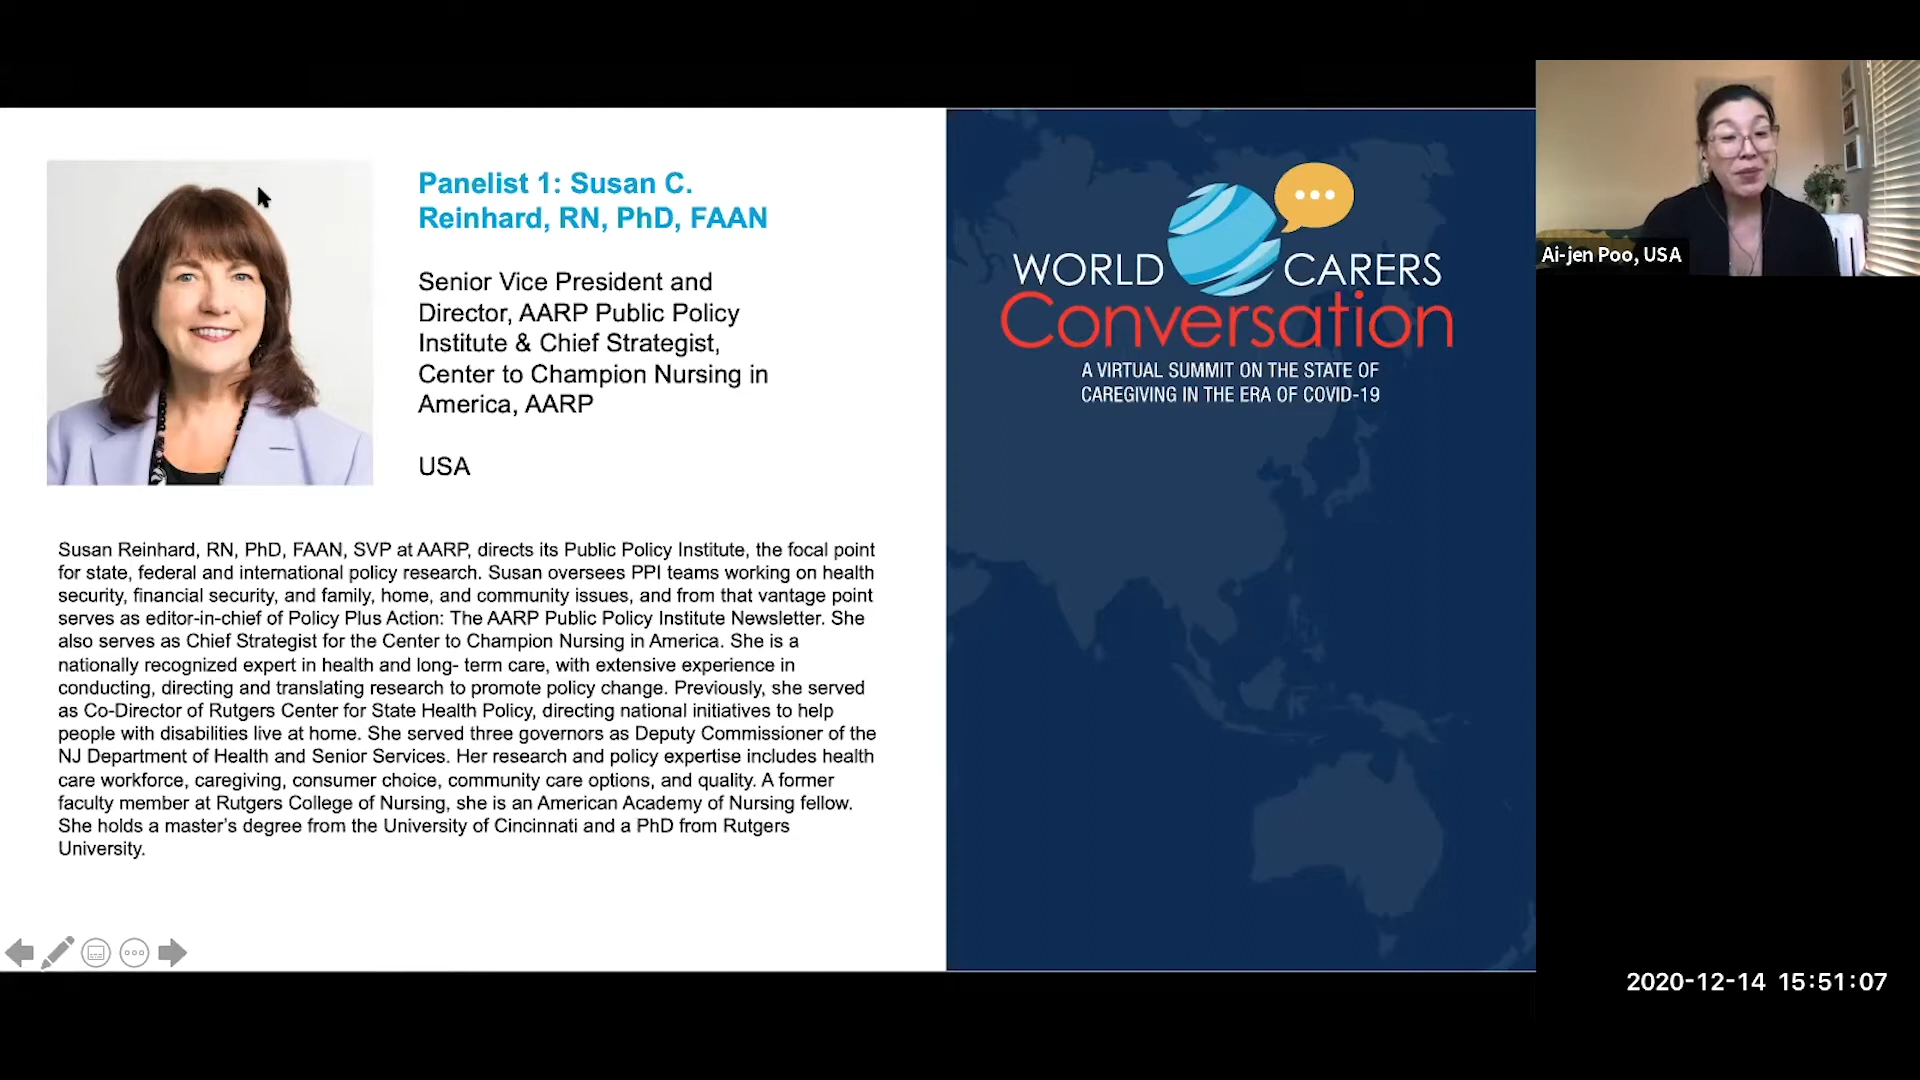 Panelist 1: Susan C.
Reinhard, RN, PhD, FAAN
Senior Vice President and
Director, AARP Public Policy
Institute & Chief Strategist,
Center to Champion Nursing in
America, AARP
USA
Susan Reinhard, RN, PhD, FAAN, SVP at AARP, directs its Public Policy Institute, the focal point
for state, federal and international policy research. Susan oversees PPI teams working on health
security, financial security, and family, home, and community issues, and from that vantage point
serves as editor-in-chief of Policy Plus Action: The AARP Public Policy Institute Newsletter. She
also serves as Chief Strategist for the Center to Champion Nursing in America. She is a
nationally recognized expert in health and long- term care, with extensive experience in
conducting, directing and translating research to promote policy change. Previously, she served
as Co-Director of Rutgers Center for State Health Policy, directing national initiatives to help
people with disabilities live at home. She served three governors as Deputy Commissioner of the
NJ Department of Health and Senior Services. Her research and policy expertise includes health
care workforce, caregiving, consumer choice, community care options, and quality. A former
faculty member at Rutgers College of Nursing, she is an American Academy of Nursing fellow.
She holds a master's degree from the University of Cincinnati and a PhD from Rutgers
University.
WORLD CARERS
Conversation
A VIRTUAL SUMMIT ON THE STATE OF
CAREGIVING IN THE ERA OF COVID-19
Ai-jen Poo, USA
2020-12-14 15:51:07